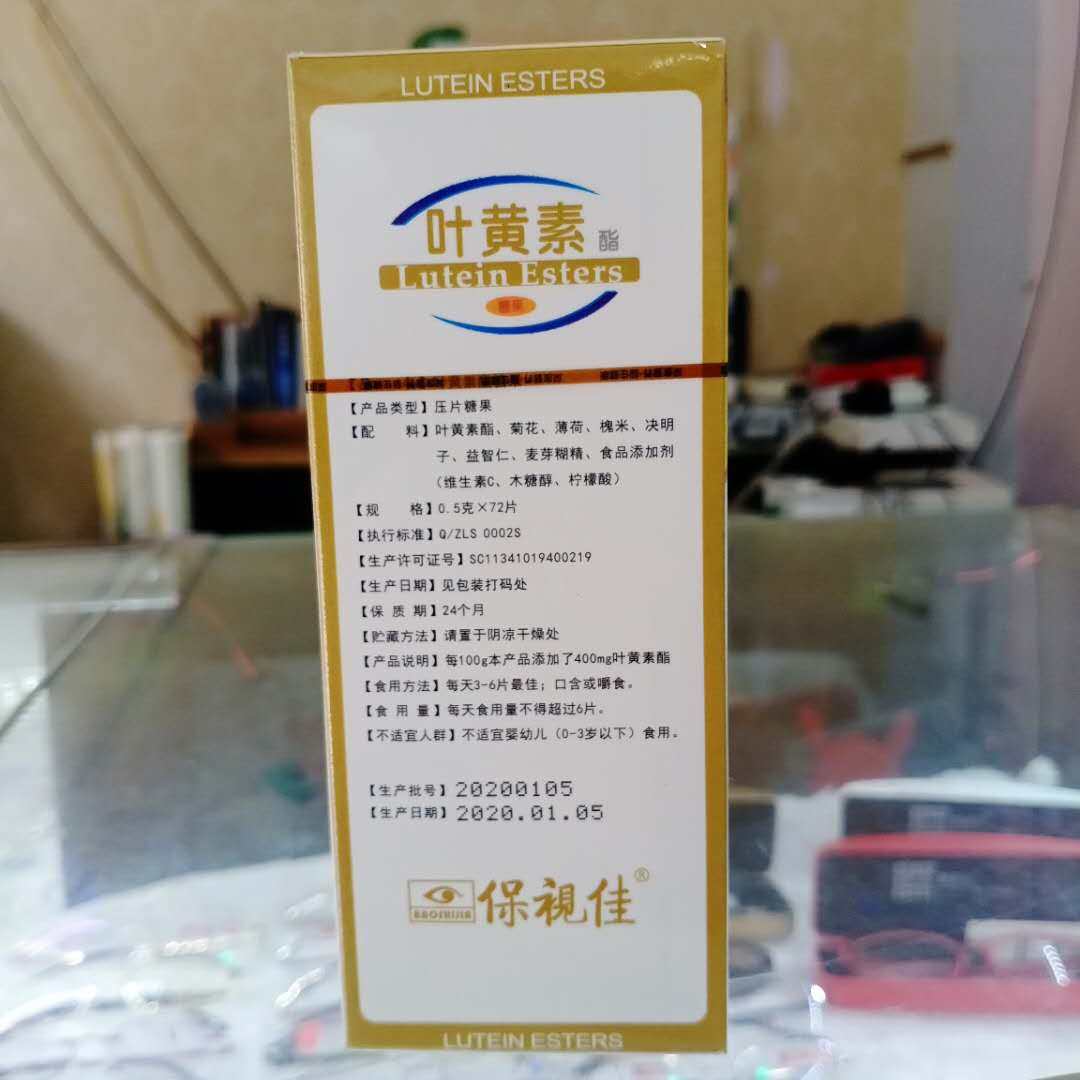 LUTEIN ESTERS
叶黄素酯
Lutein Esters
糖果
【产品类型】压片糖果
【配 料】叶黄素酯、菊花、薄荷、槐米、决明
子、益智仁、麦芽糊精、食品添加剂
（维生素C、木糖醇、柠檬酸）
【规 格】0.5克×72片
【执行标准】Q/ZLS 0002S
【生产许可证号】SC11341019400219
【生产日期】见包装打码处
【保 质 期】24个月
【贮藏方法】请置于阴凉干燥处
【产品说明】每100g本产品添加了400mg叶黄素酯
【食用方法】每天3-6片最佳；口含或嚼食。
【食 用 量】每天食用量不得超过6片。
【不适宜人群】不适宜婴幼儿（0-3岁以下）食用。
【生产批号】20200105
【生产日期】2020.01.05
BAOSHIJIA
保視佳®
LUTEIN ESTERS